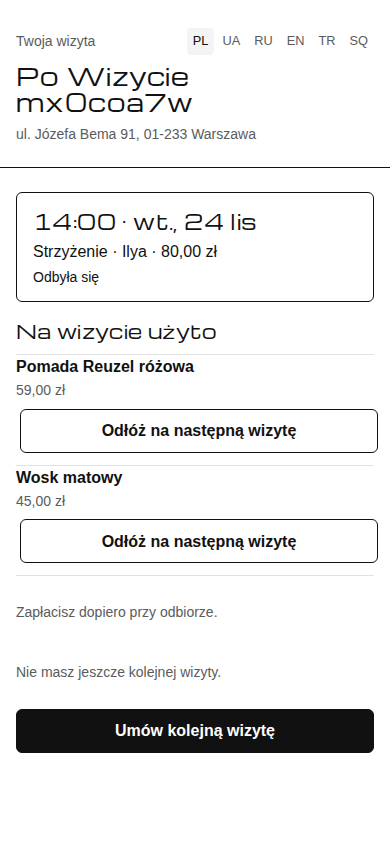 Twoja wizyta
PL UA RU EN TR SQ
Po Wizycie
mx0coa7w
ul. Józefa Bema 91, 01-233 Warszawa
14:00 · wt., 24 lis
Strzyżenie · Ilya · 80,00 zł
Odbyła się
Na wizycie użyto
Pomada Reuzel różowa
59,00 zł
Odłóż na następną wizytę
Wosk matowy
45,00 zł
Odłóż na następną wizytę
Zapłacisz dopiero przy odbiorze.
Nie masz jeszcze kolejnej wizyty.
Umów kolejną wizytę